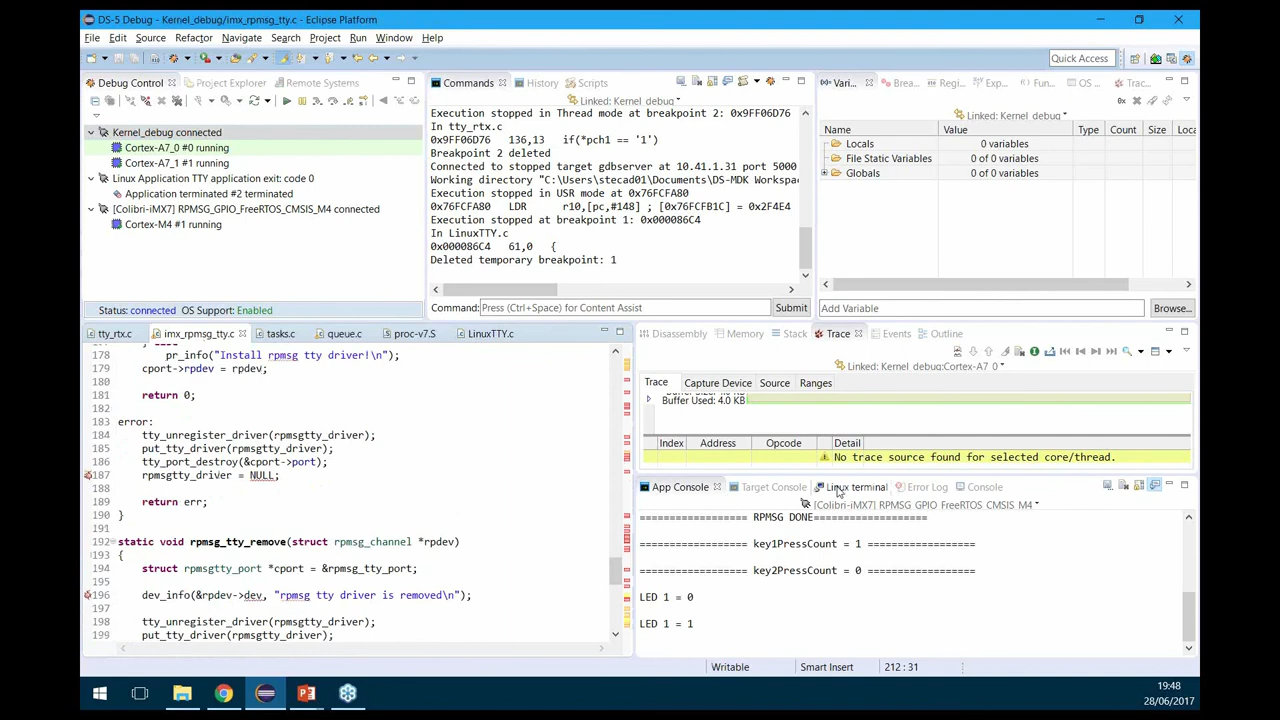 DS-5 Debug - Kernel_debug/imx_rpmsg_tty.c - Eclipse Platform
File Edit Source Refactor Navigate Search Project Run Window Help
Quick Access
Debug Control Project Explorer Remote Systems
Kernel_debug connected
Cortex-A7_0 #0 running
Cortex-A7_1 #1 running
Linux Application TTY application exit: code 0
Application terminated #2 terminated
[Colibri-iMX7] RPMSG_GPIO_FreeRTOS_CMSIS_M4 connected
Cortex-M4 #1 running
Status: connected OS Support: Enabled
Commands History Scripts
Linked: Kernel_debug
Execution stopped in Thread mode at breakpoint 2: 0x9FF06D76
In tty_rtx.c
0x9FF06D76 136,13 if(*pch1 == '1')
Breakpoint 2 deleted
Connected to stopped target gdbserver at 10.41.1.31 port 5000
Working directory "C:\Users\stecad01\Documents\DS-MDK Workspa
Execution stopped in USR mode at 0x76FCFA80
0x76FCFA80 LDR r10,[pc,#148] ; [0x76FCFB1C] = 0x2F4E4
Execution stopped at breakpoint 1: 0x000086C4
In LinuxTTY.c
0x000086C4 61,0 {
Deleted temporary breakpoint: 1
Command: Press (Ctrl+Space) for Content Assist Submit
Vari... Brea... Regi... Exp... Fun... OS ... Trac...
Linked: Kernel_debug
Name Value Type Count Size Loca
Locals 0 variables
File Static Variables 0 of 0 variables
Globals 0 of 0 variables
Add Variable Browse...
tty_rtx.c imx_rpmsg_tty.c tasks.c queue.c proc-v7.S LinuxTTY.c
178 pr_info("Install rpmsg tty driver!\n");
179 cport->rpdev = rpdev;
180
181 return 0;
182
183 error:
184 tty_unregister_driver(rpmsgtty_driver);
185 put_tty_driver(rpmsgtty_driver);
186 tty_port_destroy(&cport->port);
187 rpmsgtty_driver = NULL;
188
189 return err;
190 }
191
192 static void rpmsg_tty_remove(struct rpmsg_channel *rpdev)
193 {
194 struct rpmsgtty_port *cport = &rpmsg_tty_port;
195
196 dev_info(&rpdev->dev, "rpmsg tty driver is removed\n");
197
198 tty_unregister_driver(rpmsgtty_driver);
199 put_tty_driver(rpmsgtty_driver);
Disassembly Memory Stack Trace Events Outline
Linked: Kernel_debug:Cortex-A7_0
Trace Capture Device Source Ranges
Buffer Used: 4.0 KB
Index Address Opcode Detail
No trace source found for selected core/thread.
App Console Target Console Linux terminal Error Log Console
[Colibri-iMX7] RPMSG_GPIO_FreeRTOS_CMSIS_M4
================== RPMSG DONE===================
================== key1PressCount = 1 ==================
================== key2PressCount = 0 ==================
LED 1 = 0
LED 1 = 1
Writable Smart Insert 212 : 31
19:48
28/06/2017